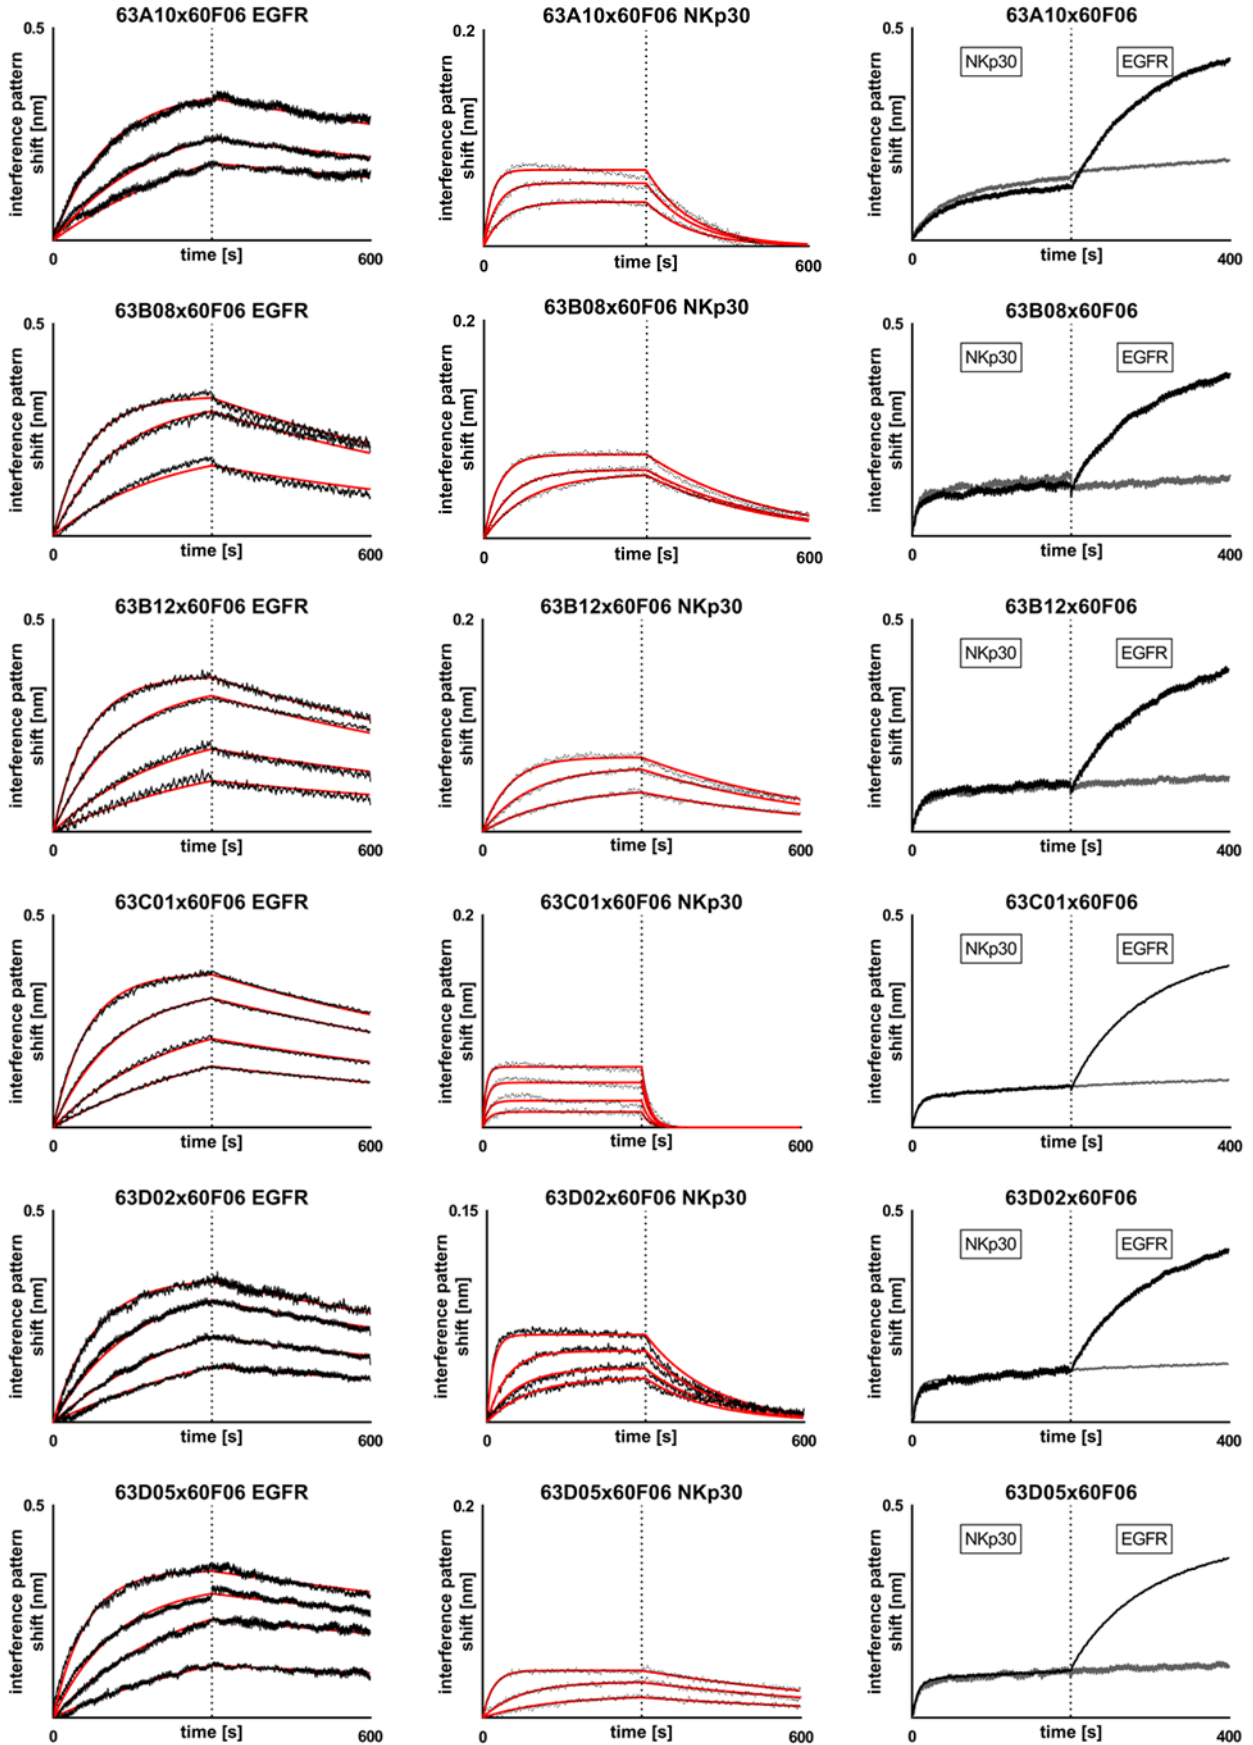 63A10x60F06 EGFR
0.5
interference pattern
shift [nm]
0
time [s]
600
63A10x60F06 NKp30
0.2
interference pattern
shift [nm]
0
time [s]
600
63A10x60F06
0.5
NKp30
EGFR
interference pattern
shift [nm]
0
time [s]
400
63B08x60F06 EGFR
0.5
interference pattern
shift [nm]
0
time [s]
600
63B08x60F06 NKp30
0.2
interference pattern
shift [nm]
0
time [s]
600
63B08x60F06
0.5
NKp30
EGFR
interference pattern
shift [nm]
0
time [s]
400
63B12x60F06 EGFR
0.5
interference pattern
shift [nm]
0
time [s]
600
63B12x60F06 NKp30
0.2
interference pattern
shift [nm]
0
time [s]
600
63B12x60F06
0.5
NKp30
EGFR
interference pattern
shift [nm]
0
time [s]
400
63C01x60F06 EGFR
0.5
interference pattern
shift [nm]
0
time [s]
600
63C01x60F06 NKp30
0.2
interference pattern
shift [nm]
0
time [s]
600
63C01x60F06
0.5
NKp30
EGFR
interference pattern
shift [nm]
0
time [s]
400
63D02x60F06 EGFR
0.5
interference pattern
shift [nm]
0
time [s]
600
63D02x60F06 NKp30
0.15
interference pattern
shift [nm]
0
time [s]
600
63D02x60F06
0.5
NKp30
EGFR
interference pattern
shift [nm]
0
time [s]
400
63D05x60F06 EGFR
0.5
interference pattern
shift [nm]
0
time [s]
600
63D05x60F06 NKp30
0.2
interference pattern
shift [nm]
0
time [s]
600
63D05x60F06
0.5
NKp30
EGFR
interference pattern
shift [nm]
0
time [s]
400